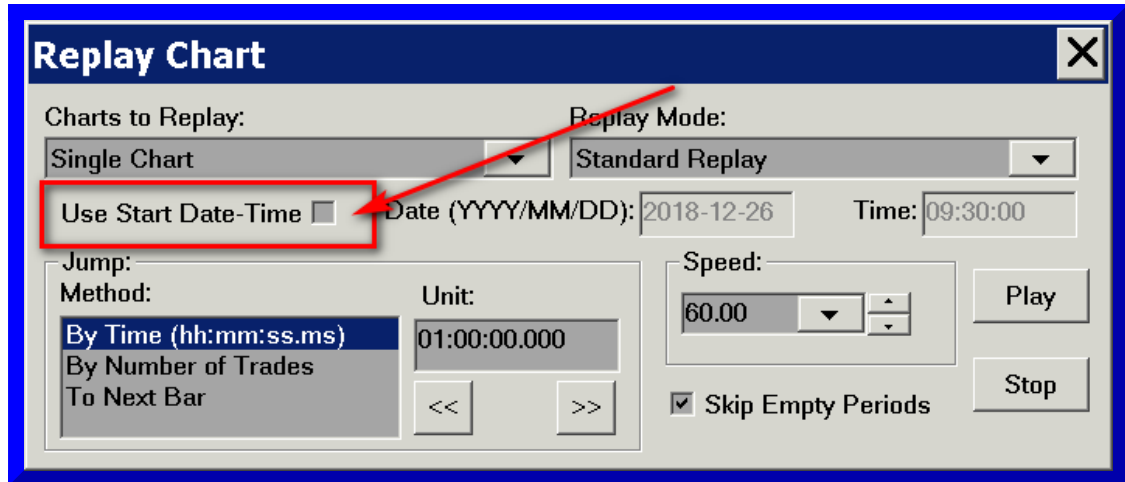 Replay Chart
Charts to Replay:
Replay Mode:
Single Chart
Standard Replay
Use Start Date-Time
Date (YYYY/MM/DD):
2018-12-26
Time:
09:30:00
Jump:
Method:
Unit:
By Time (hh:mm:ss.ms)
By Number of Trades
To Next Bar
01:00:00.000
<<
>>
Speed:
60.00
Skip Empty Periods
Play
Stop